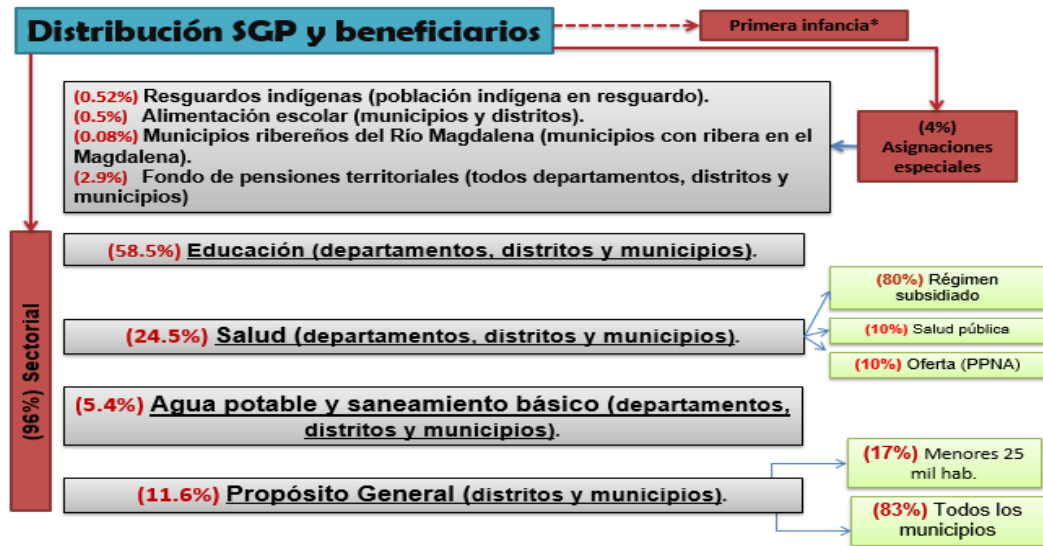 Distribución SGP y beneficiarios
Primera infancia*
(0.52%) Resguardos indígenas (población indígena en resguardo).
(0.5%) Alimentación escolar (municipios y distritos).
(0.08%) Municipios ribereños del Río Magdalena (municipios con ribera en el
Magdalena).
(2.9%) Fondo de pensiones territoriales (todos departamentos, distritos y
municipios)
(4%)
Asignaciones
especiales
(96%) Sectorial
(58.5%) Educación (departamentos, distritos y municipios).
(24.5%) Salud (departamentos, distritos y municipios).
(80%) Régimen
subsidiado
(10%) Salud pública
(10%) Oferta (PPNA)
(5.4%) Agua potable y saneamiento básico (departamentos,
distritos y municipios).
(11.6%) Propósito General (distritos y municipios).
(17%) Menores 25
mil hab.
(83%) Todos los
municipios